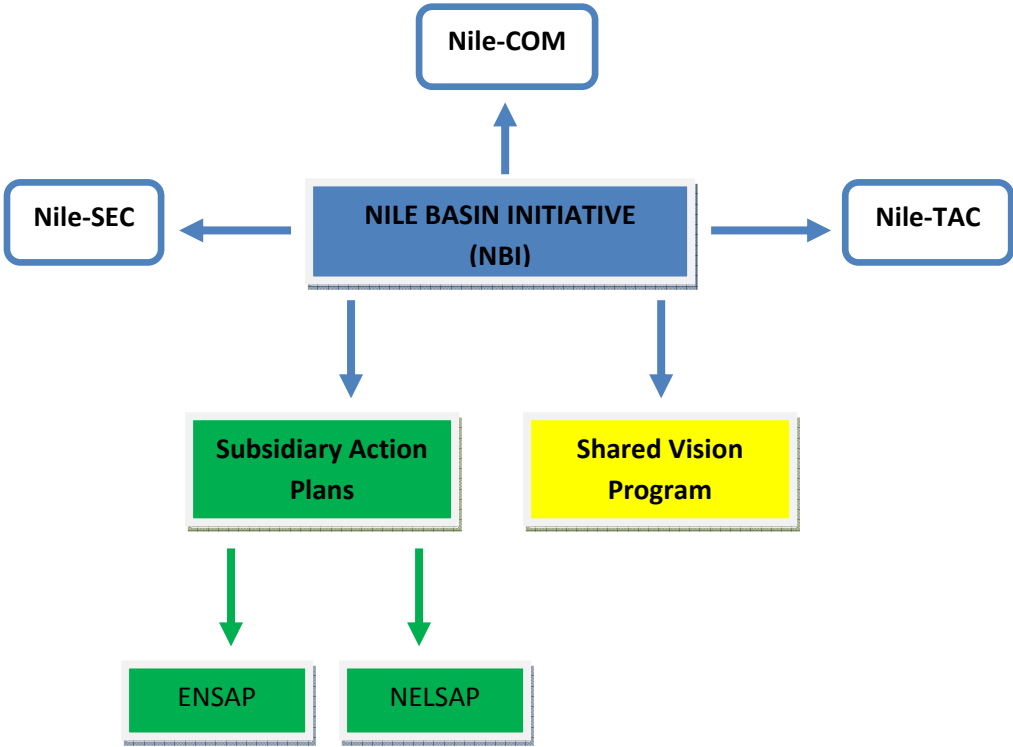 Nile-COM
Nile-SEC
NILE BASIN INITIATIVE
(NBI)
Nile-TAC
Subsidiary Action
Plans
Shared Vision
Program
ENSAP
NELSAP